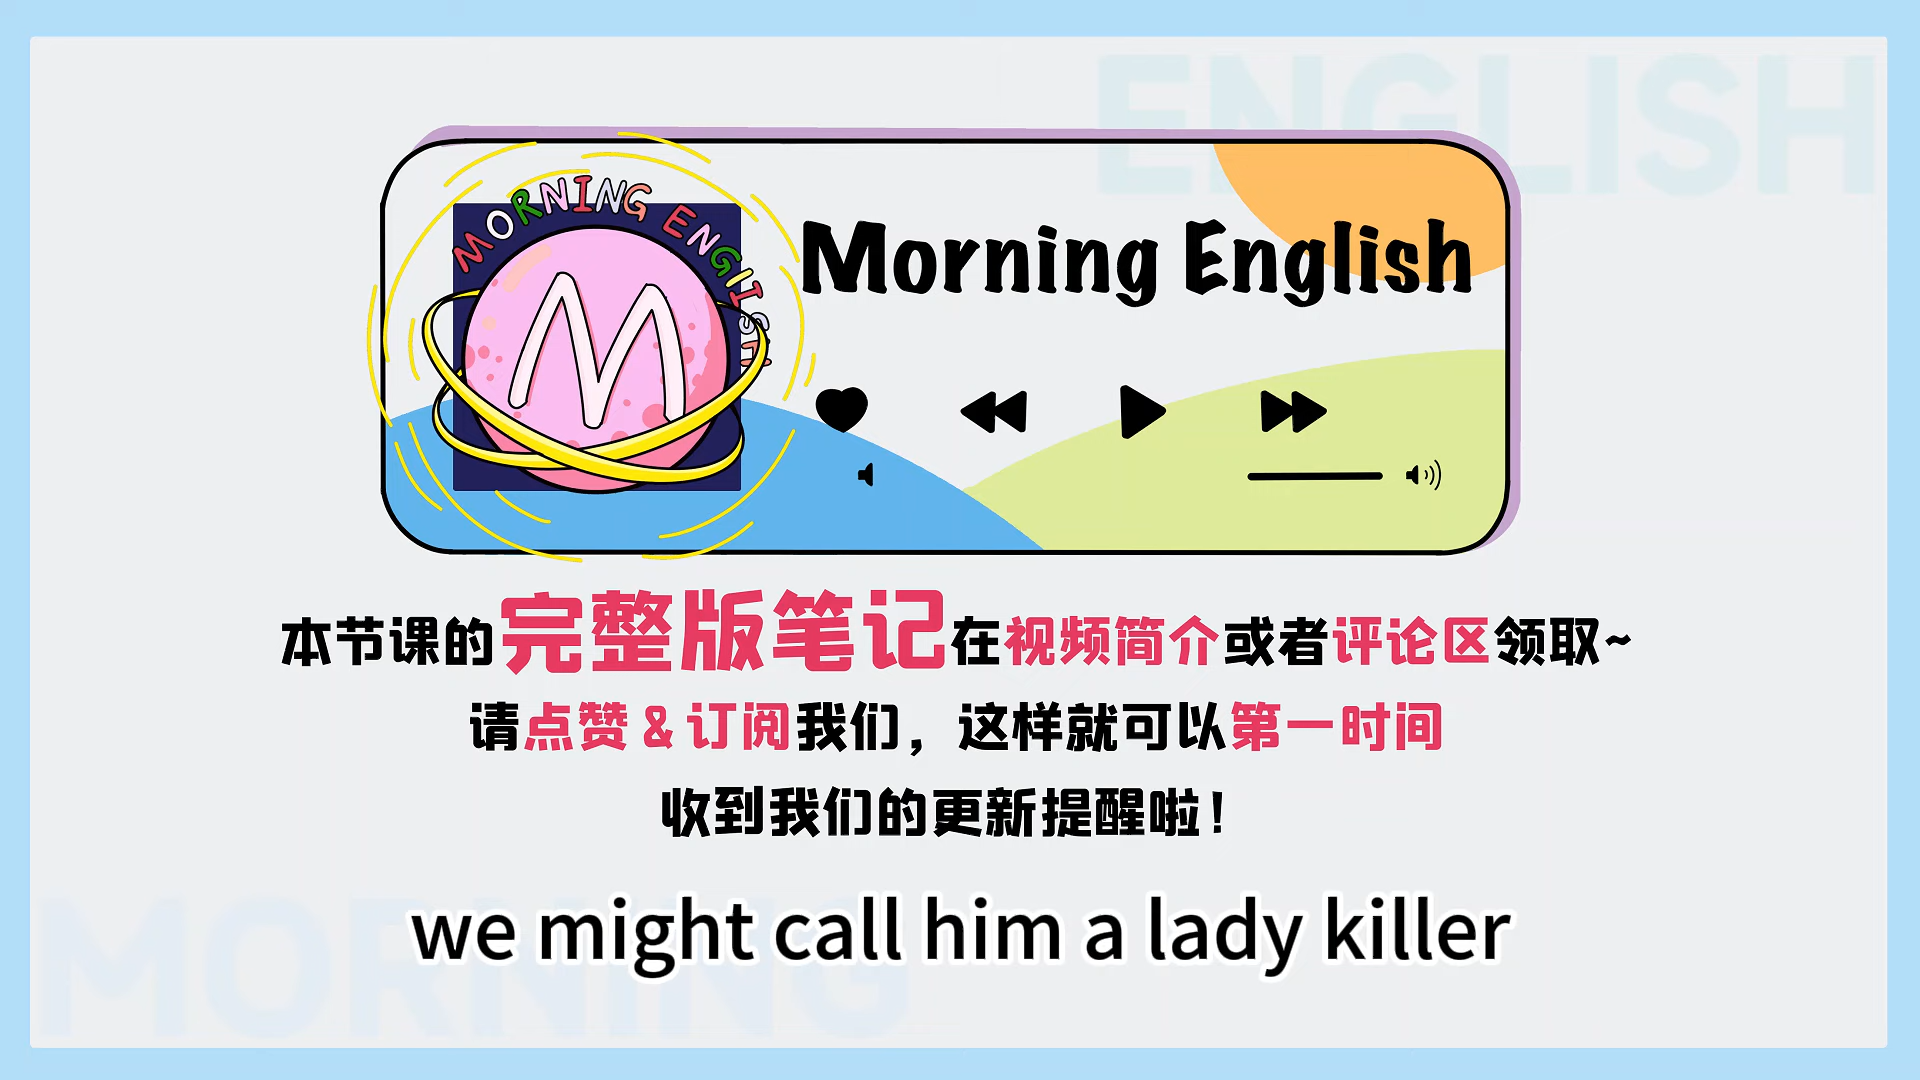 ENGLISH
MORNING ENGLISH
M
Morning English
本节课的完整版笔记在视频简介或者评论区领取~
请点赞&订阅我们，这样就可以第一时间
收到我们的更新提醒啦！
we might call him a lady killer
MORNING